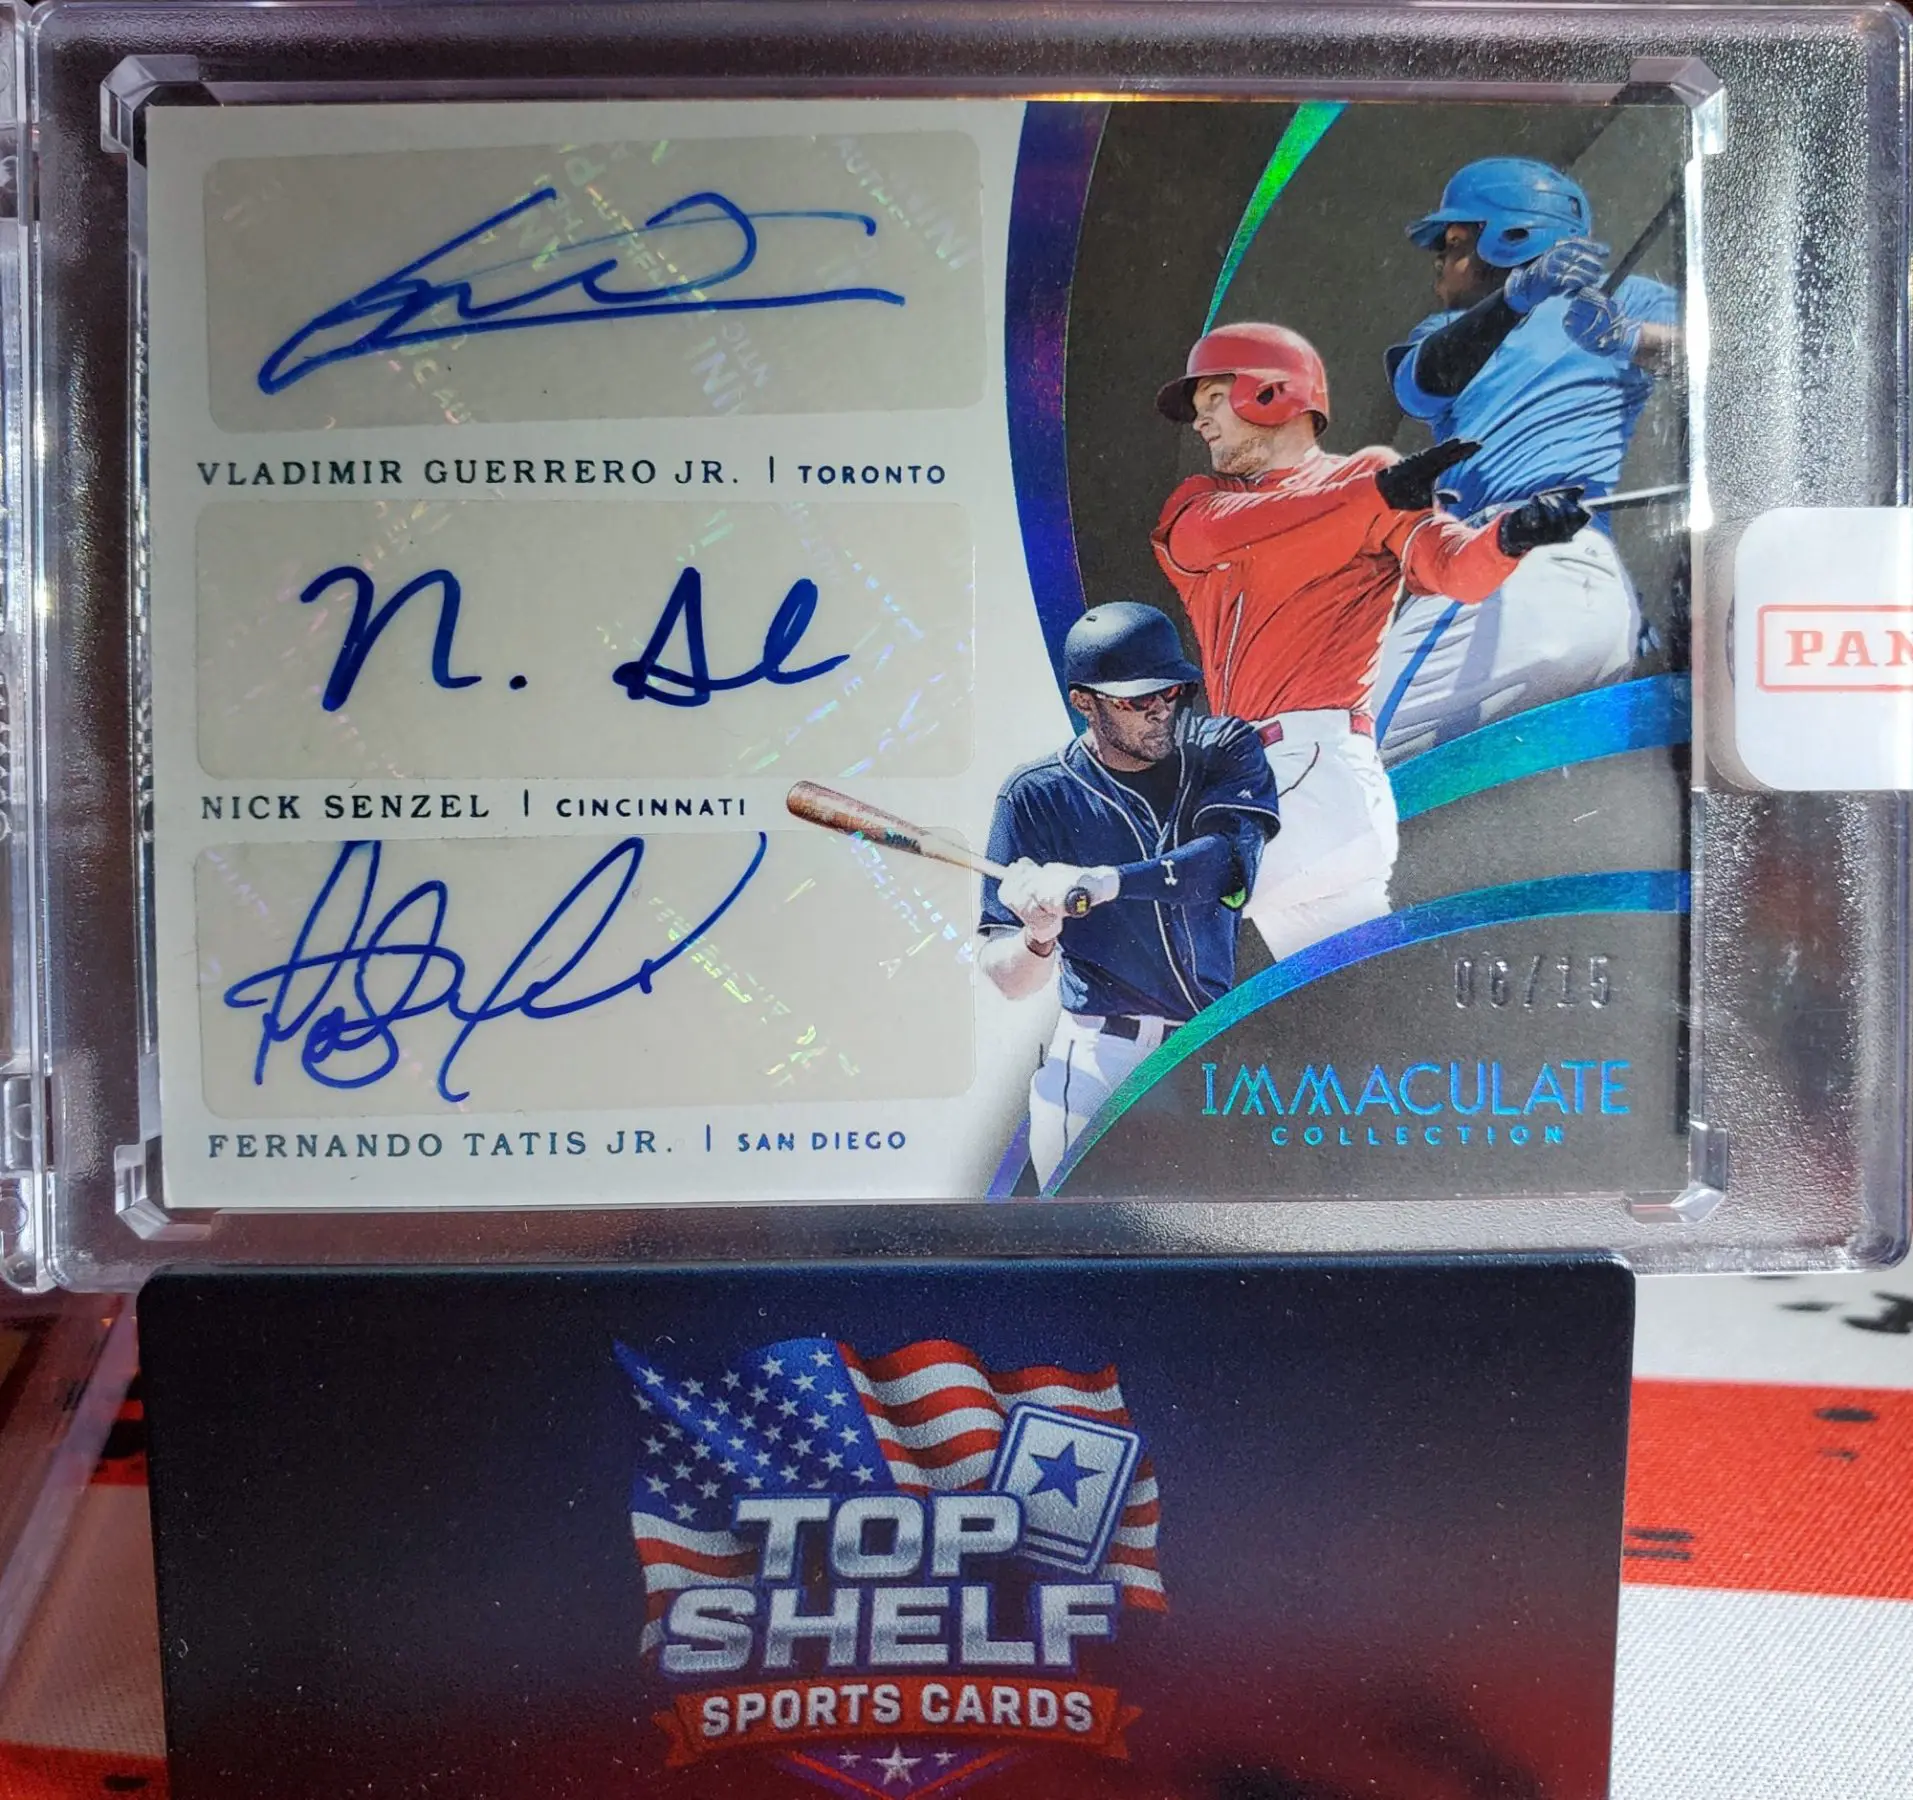 VLADIMIR GUERRERO JR. | TORONTO
N. Sel
NICK SENZEL | CINCINNATI
FERNANDO TATIS JR. | SAN DIEGO
06/15
IMMACULATE
COLLECTION
PAN
TOP
SHELF
SPORTS CARDS